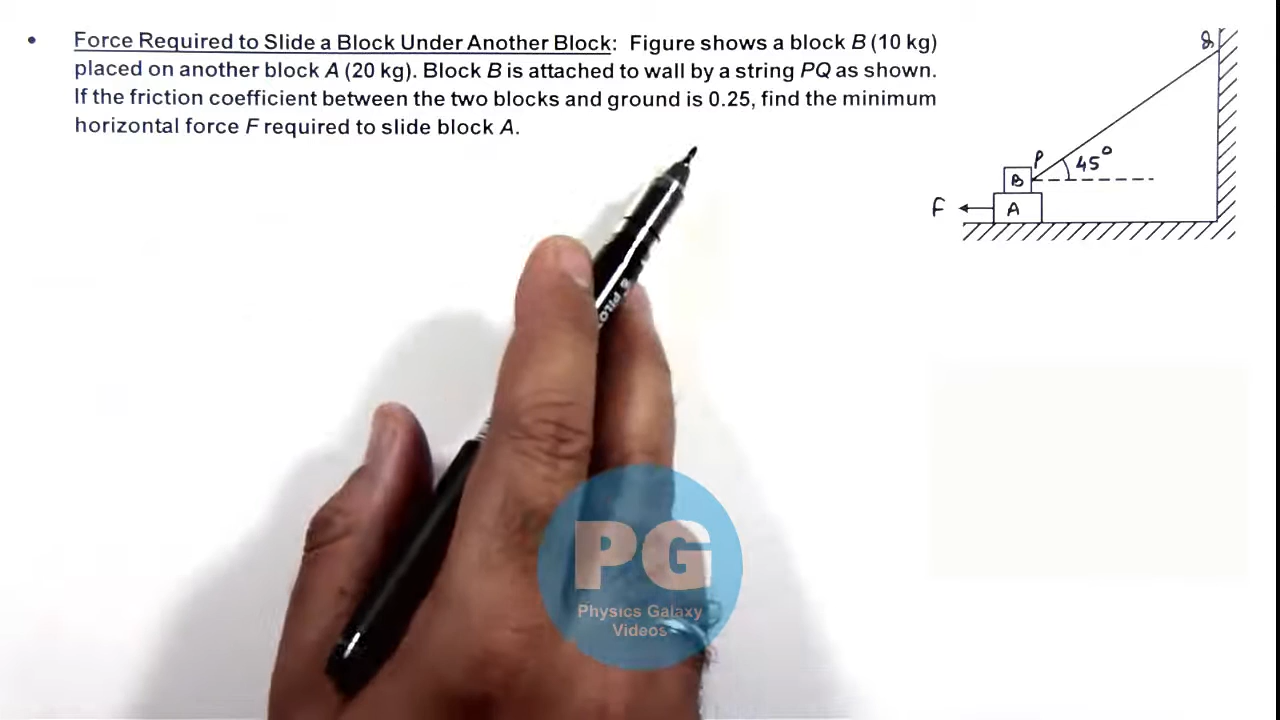 • Force Required to Slide a Block Under Another Block: Figure shows a block B (10 kg)
placed on another block A (20 kg). Block B is attached to wall by a string PQ as shown.
If the friction coefficient between the two blocks and ground is 0.25, find the minimum
horizontal force F required to slide block A.
Q
P
45°
B
F
A
PILOT
PG
Physics Galaxy
Videos